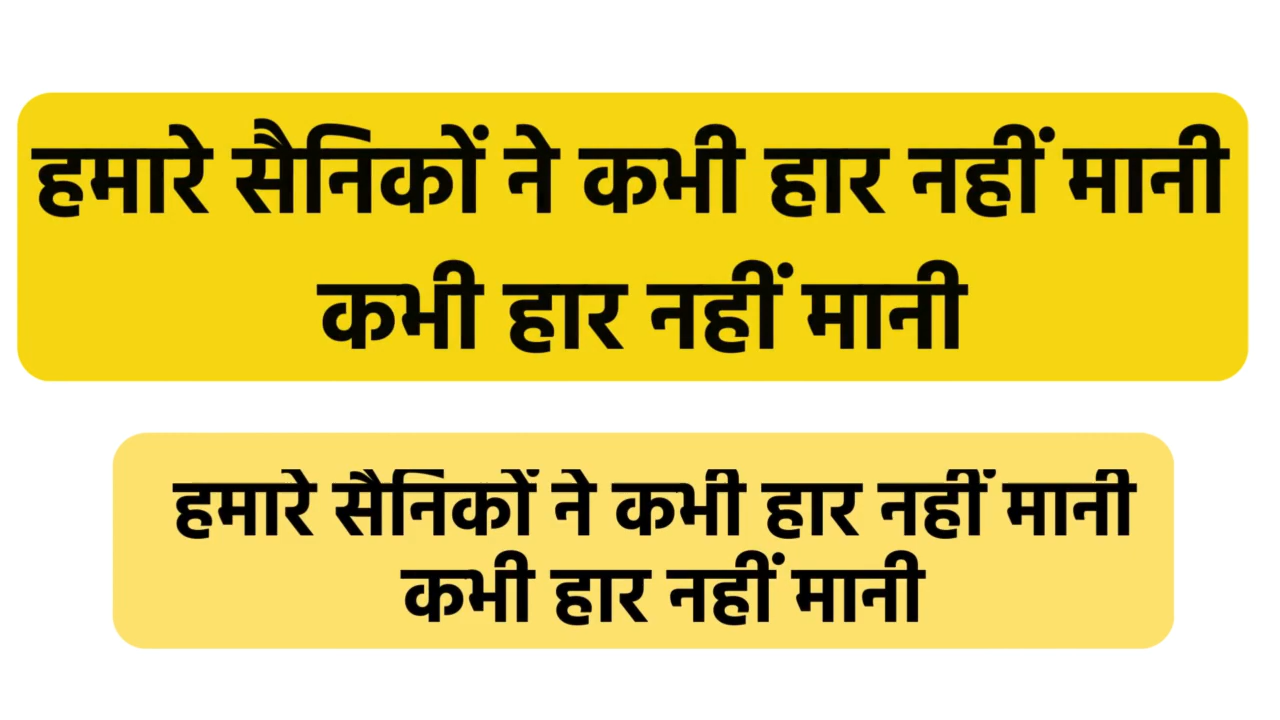 हमारे सैनिकों ने कभी हार नहीं मानी
कभी हार नहीं मानी
हमारे सैनिकों ने कभी हार नहीं मानी
कभी हार नहीं मानी